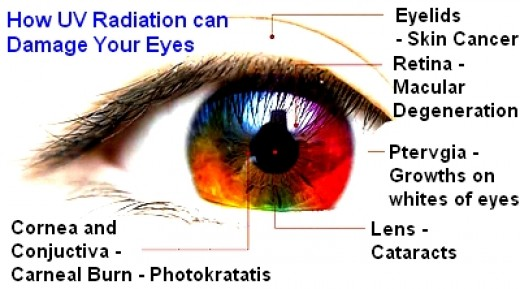 How UV Radiation can
Damage Your Eyes
Eyelids
- Skin Cancer
Retina -
Macular
Degeneration
Ptervgia -
Growths on
whites of eyes
Lens -
Cataracts
Cornea and
Conjuctiva -
Carneal Burn - Photokratatis